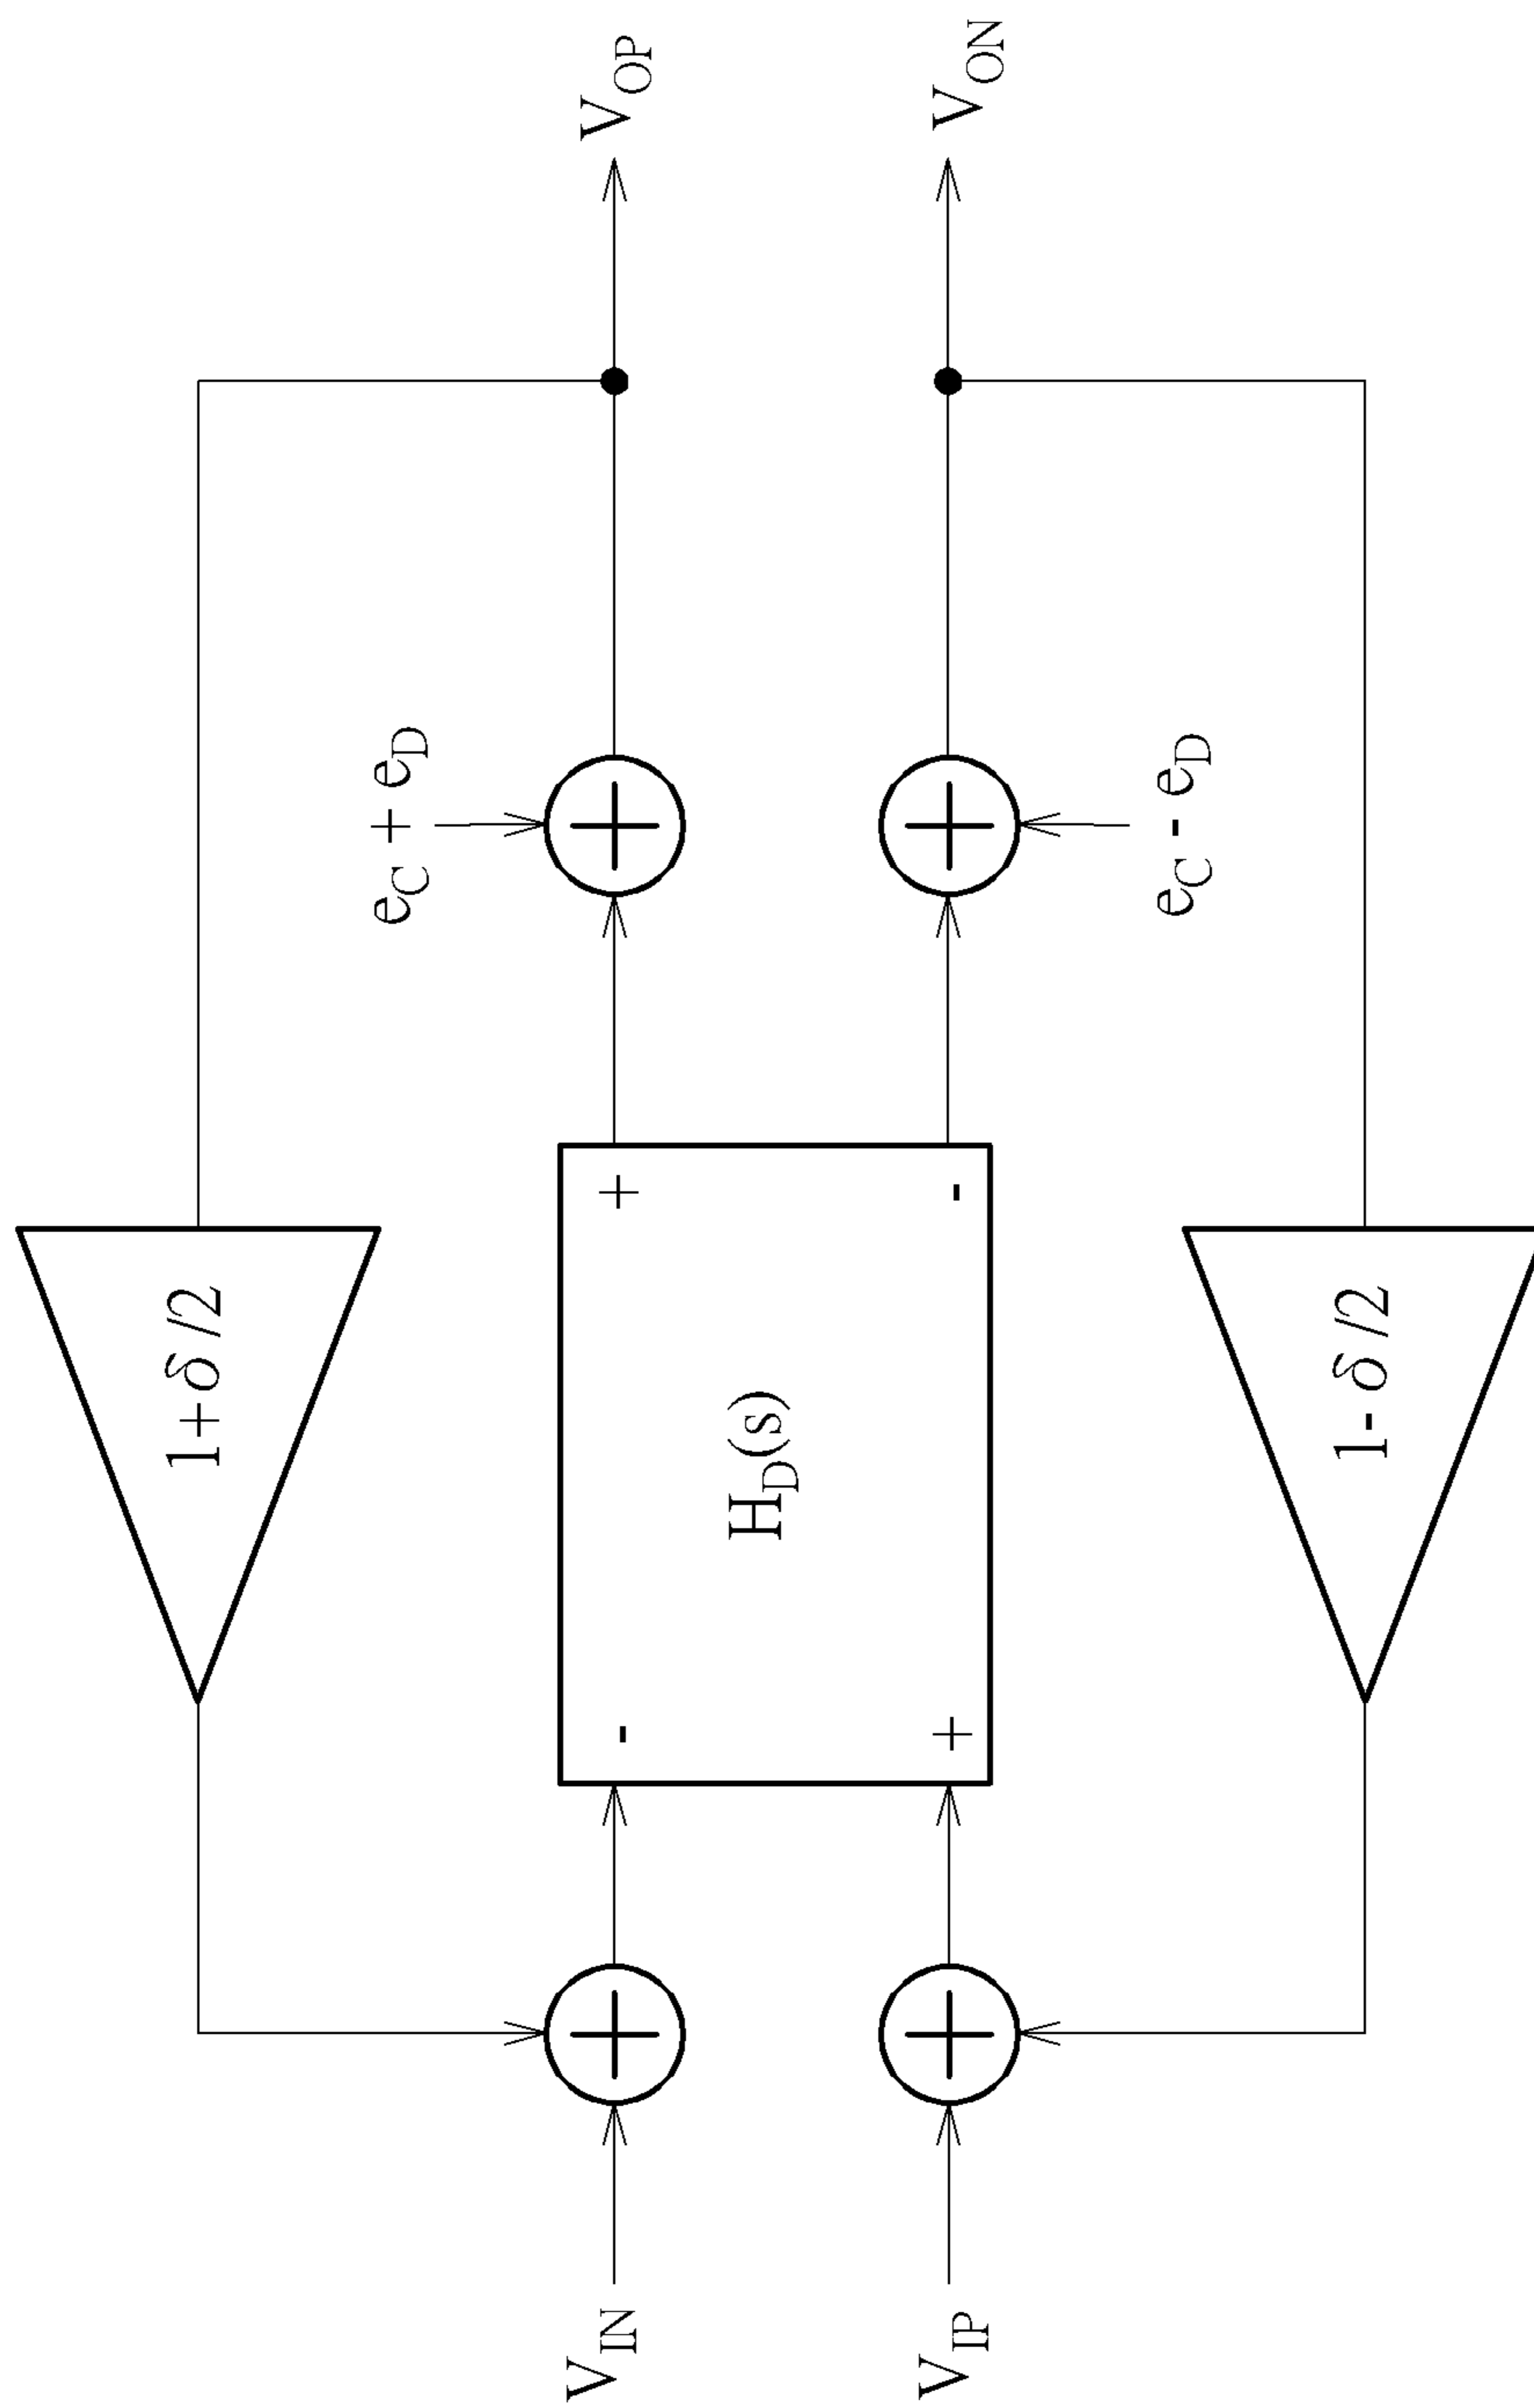 1+δ/2
e_C + e_D
V_IN
-
+
V_OP
H_D(s)
V_IP
+
-
V_ON
e_C - e_D
1-δ/2